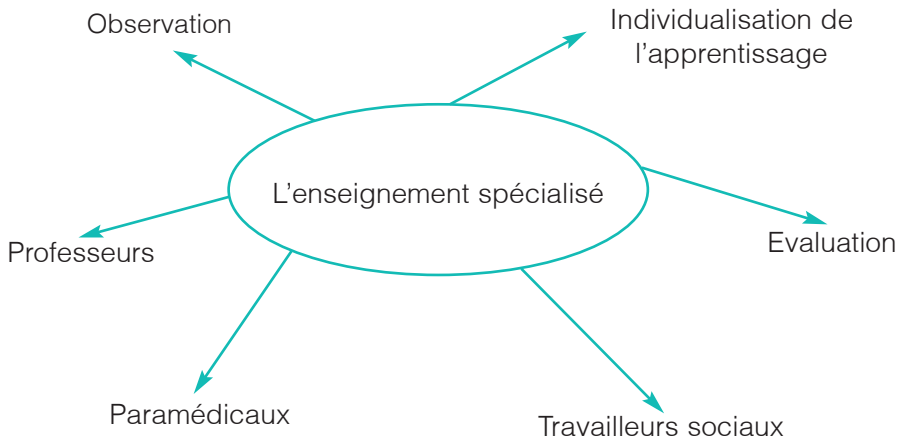 Observation
Individualisation de
l'apprentissage
L'enseignement spécialisé
Professeurs
Evaluation
Paramédicaux
Travailleurs sociaux